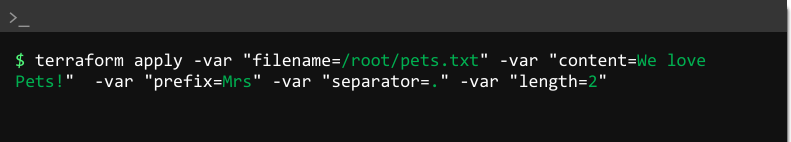 >_
$ terraform apply -var "filename=/root/pets.txt" -var "content=We love
Pets!"  -var "prefix=Mrs" -var "separator=." -var "length=2"